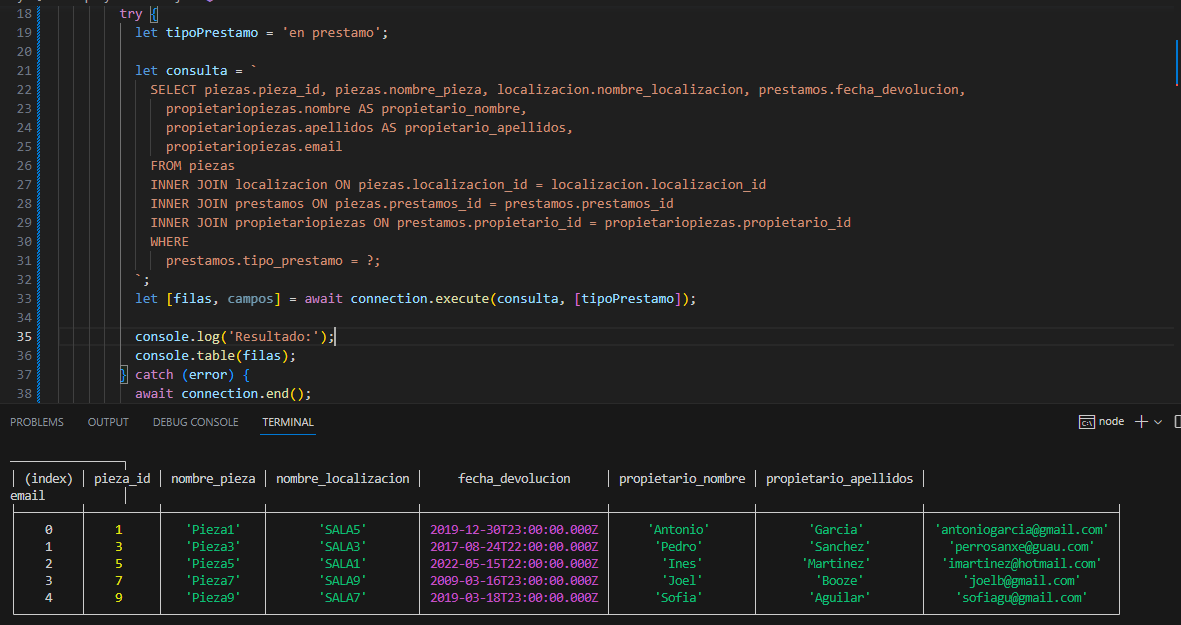 18 try {
19 let tipoPrestamo = 'en prestamo';
20
21 let consulta = `
22 SELECT piezas.pieza_id, piezas.nombre_pieza, localizacion.nombre_localizacion, prestamos.fecha_devolucion,
23 propietariopiezas.nombre AS propietario_nombre,
24 propietariopiezas.apellidos AS propietario_apellidos,
25 propietariopiezas.email
26 FROM piezas
27 INNER JOIN localizacion ON piezas.localizacion_id = localizacion.localizacion_id
28 INNER JOIN prestamos ON piezas.prestamos_id = prestamos.prestamos_id
29 INNER JOIN propietariopiezas ON prestamos.propietario_id = propietariopiezas.propietario_id
30 WHERE
31 prestamos.tipo_prestamo = ?;
32 `;
33 let [filas, campos] = await connection.execute(consulta, [tipoPrestamo]);
34
35 console.log('Resultado:');
36 console.table(filas);
37 } catch (error) {
38 await connection.end();
PROBLEMS OUTPUT DEBUG CONSOLE TERMINAL node
(index) pieza_id nombre_pieza nombre_localizacion fecha_devolucion propietario_nombre propietario_apellidos
email
0 1 'Pieza1' 'SALA5' 2019-12-30T23:00:00.000Z 'Antonio' 'Garcia' 'antoniogarcia@gmail.com'
1 3 'Pieza3' 'SALA3' 2017-08-24T22:00:00.000Z 'Pedro' 'Sanchez' 'perrosanxe@guau.com'
2 5 'Pieza5' 'SALA1' 2022-05-15T22:00:00.000Z 'Ines' 'Martinez' 'imartinez@hotmail.com'
3 7 'Pieza7' 'SALA9' 2009-03-16T23:00:00.000Z 'Joel' 'Booze' 'joelb@gmail.com'
4 9 'Pieza9' 'SALA7' 2019-03-18T23:00:00.000Z 'Sofia' 'Aguilar' 'sofiagu@gmail.com'